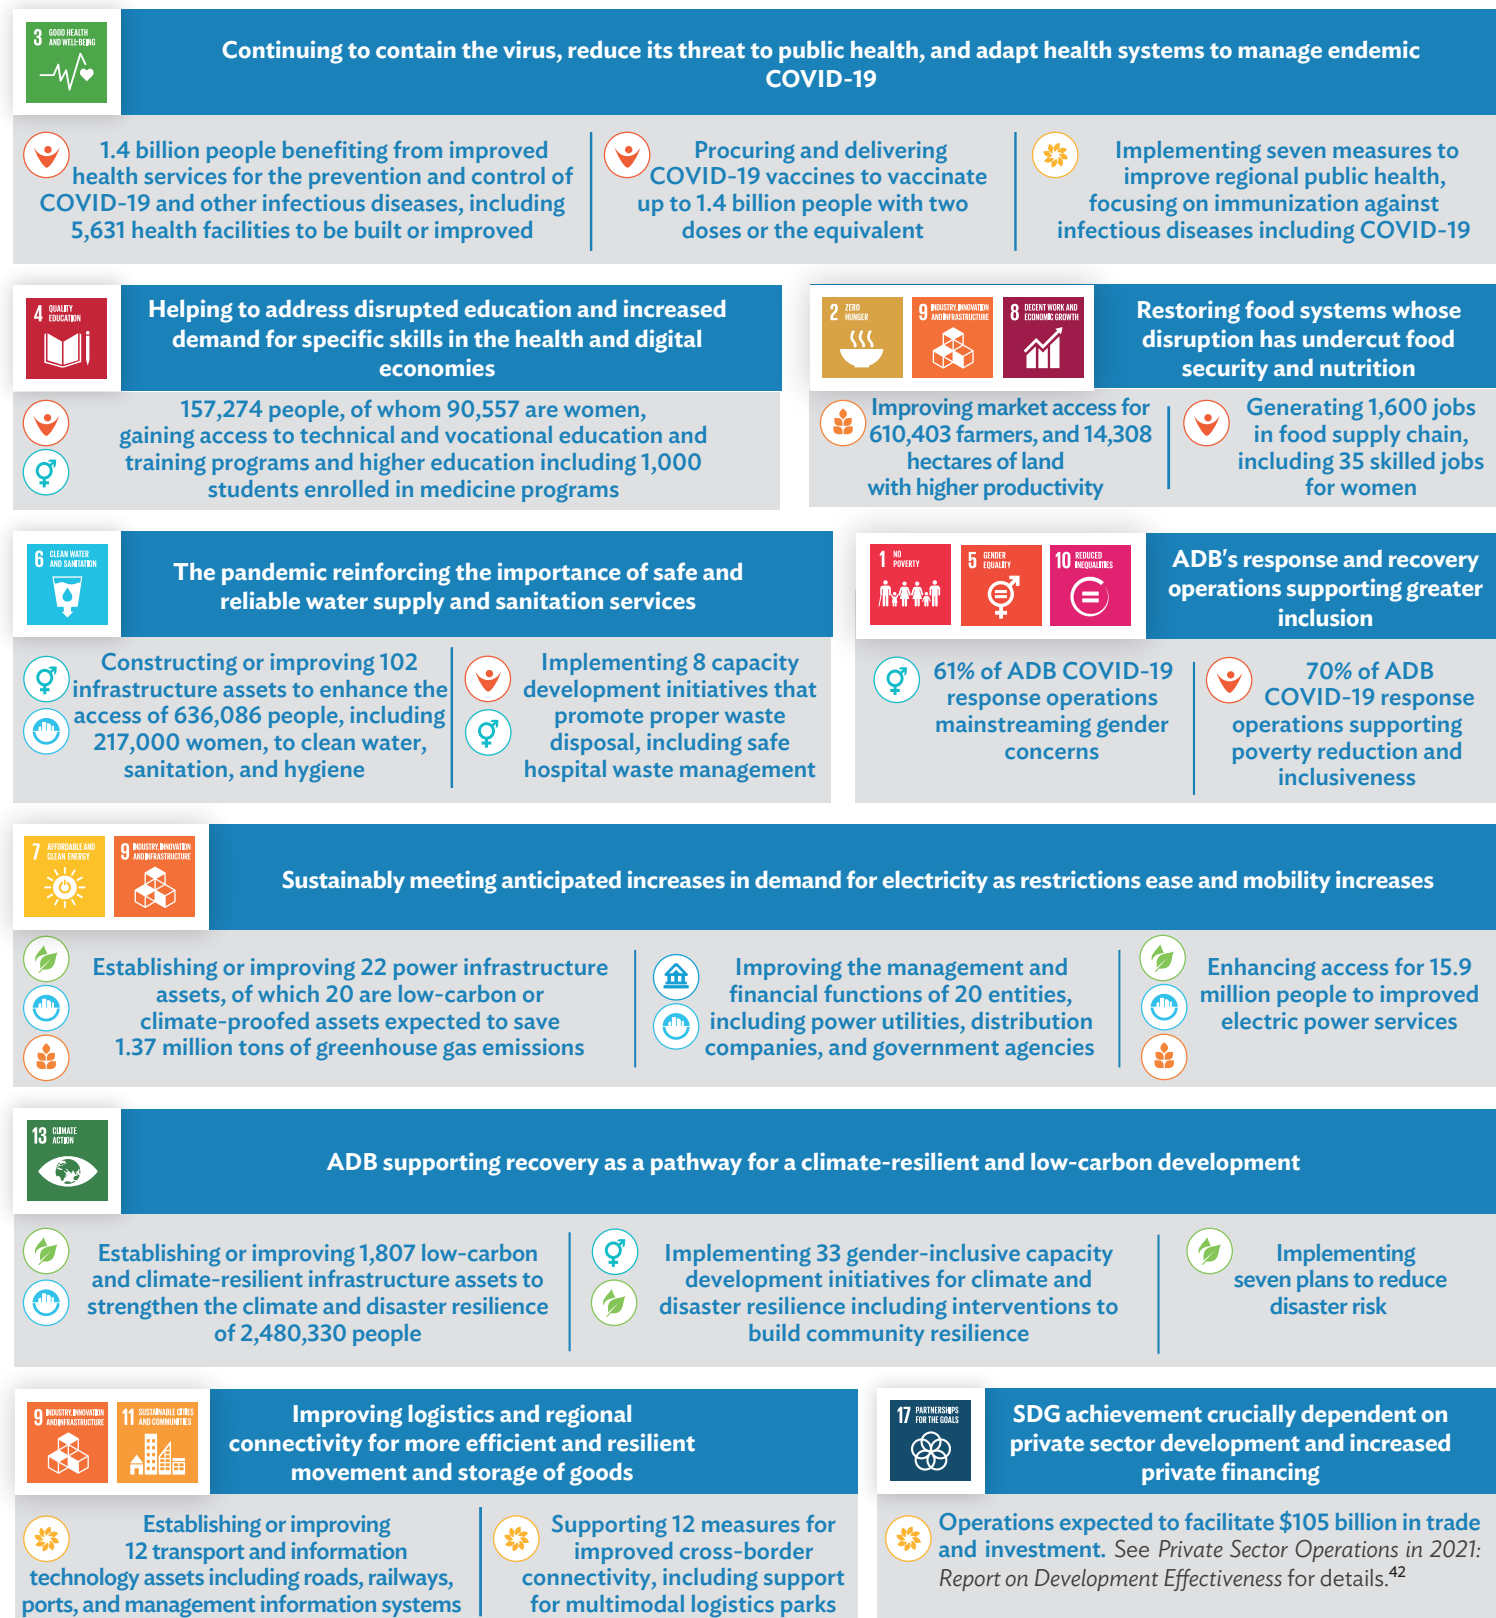 3 GOOD HEALTH
AND WELL-BEING
Continuing to contain the virus, reduce its threat to public health, and adapt health systems to manage endemic
COVID-19
1.4 billion people benefiting from improved
health services for the prevention and control of
COVID-19 and other infectious diseases, including
5,631 health facilities to be built or improved
Procuring and delivering
COVID-19 vaccines to vaccinate
up to 1.4 billion people with two
doses or the equivalent
Implementing seven measures to
improve regional public health,
focusing on immunization against
infectious diseases including COVID-19
4 QUALITY
EDUCATION
Helping to address disrupted education and increased
demand for specific skills in the health and digital
economies
157,274 people, of whom 90,557 are women,
gaining access to technical and vocational education and
training programs and higher education including 1,000
students enrolled in medicine programs
2 ZERO
HUNGER
9 INDUSTRY, INNOVATION
AND INFRASTRUCTURE
8 DECENT WORK AND
ECONOMIC GROWTH
Restoring food systems whose
disruption has undercut food
security and nutrition
Improving market access for
610,403 farmers, and 14,308
hectares of land
with higher productivity
Generating 1,600 jobs
in food supply chain,
including 35 skilled jobs
for women
6 CLEAN WATER
AND SANITATION
The pandemic reinforcing the importance of safe and
reliable water supply and sanitation services
Constructing or improving 102
infrastructure assets to enhance the
access of 636,086 people, including
217,000 women, to clean water,
sanitation, and hygiene
Implementing 8 capacity
development initiatives that
promote proper waste
disposal, including safe
hospital waste management
1 NO
POVERTY
5 GENDER
EQUALITY
10 REDUCED
INEQUALITIES
ADB's response and recovery
operations supporting greater
inclusion
61% of ADB COVID-19
response operations
mainstreaming gender
concerns
70% of ADB
COVID-19 response
operations supporting
poverty reduction and
inclusiveness
7 AFFORDABLE AND
CLEAN ENERGY
9 INDUSTRY, INNOVATION
AND INFRASTRUCTURE
Sustainably meeting anticipated increases in demand for electricity as restrictions ease and mobility increases
Establishing or improving 22 power infrastructure
assets, of which 20 are low-carbon or
climate-proofed assets expected to save
1.37 million tons of greenhouse gas emissions
Improving the management and
financial functions of 20 entities,
including power utilities, distribution
companies, and government agencies
Enhancing access for 15.9
million people to improved
electric power services
13 CLIMATE
ACTION
ADB supporting recovery as a pathway for a climate-resilient and low-carbon development
Establishing or improving 1,807 low-carbon
and climate-resilient infrastructure assets to
strengthen the climate and disaster resilience
of 2,480,330 people
Implementing 33 gender-inclusive capacity
development initiatives for climate and
disaster resilience including interventions to
build community resilience
Implementing
seven plans to reduce
disaster risk
9 INDUSTRY, INNOVATION
AND INFRASTRUCTURE
11 SUSTAINABLE CITIES
AND COMMUNITIES
Improving logistics and regional
connectivity for more efficient and resilient
movement and storage of goods
Establishing or improving
12 transport and information
technology assets including roads, railways,
ports, and management information systems
Supporting 12 measures for
improved cross-border
connectivity, including support
for multimodal logistics parks
17 PARTNERSHIPS
FOR THE GOALS
SDG achievement crucially dependent on
private sector development and increased
private financing
Operations expected to facilitate $105 billion in trade
and investment. See Private Sector Operations in 2021:
Report on Development Effectiveness for details.42